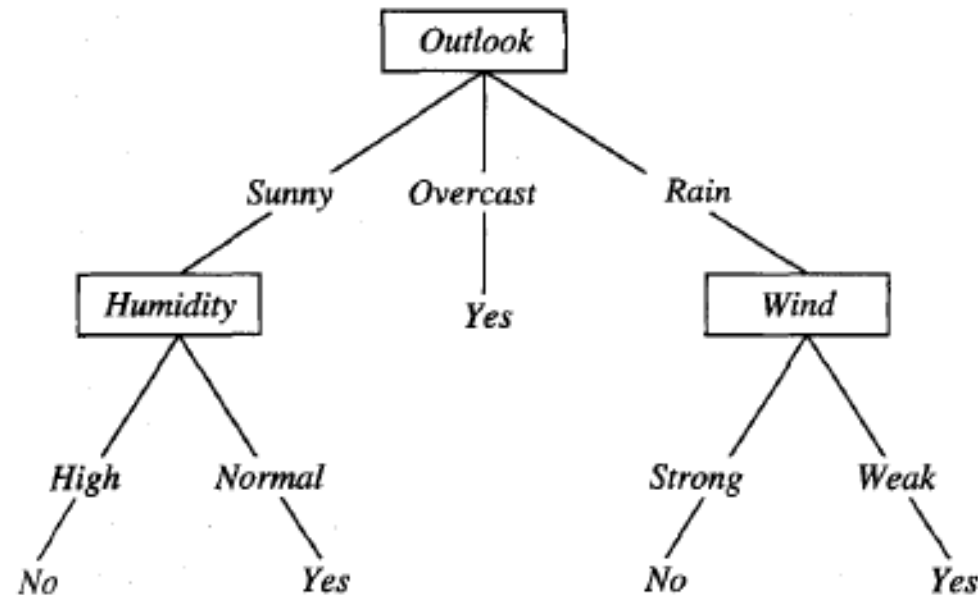 Outlook
Sunny Overcast Rain
Humidity Yes Wind
High Normal Strong Weak
No Yes No Yes